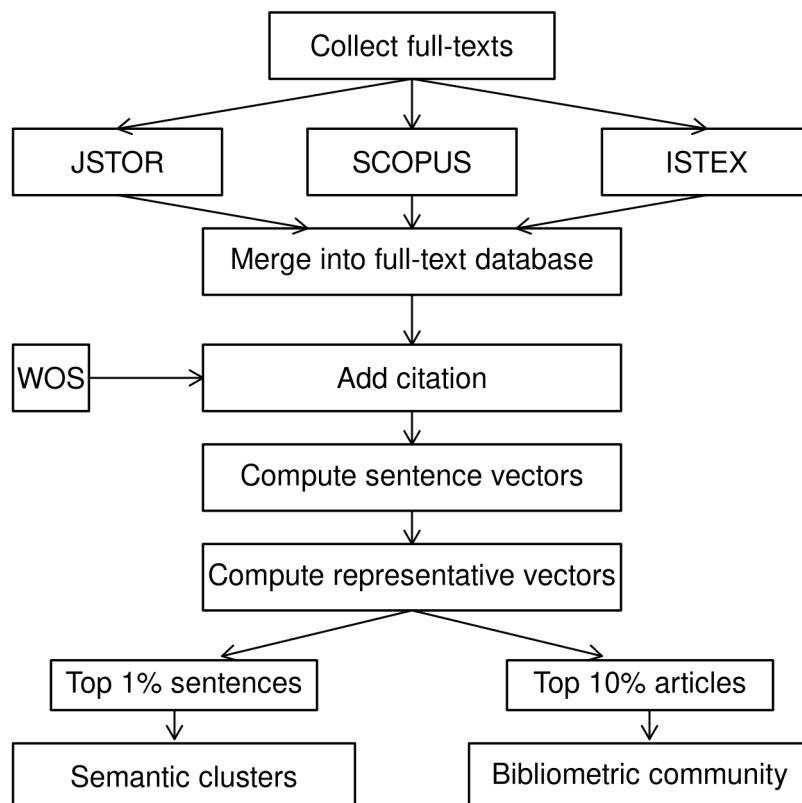 Collect full-texts
JSTOR
SCOPUS
ISTEX
Merge into full-text database
WOS
Add citation
Compute sentence vectors
Compute representative vectors
Top 1% sentences
Top 10% articles
Semantic clusters
Bibliometric community